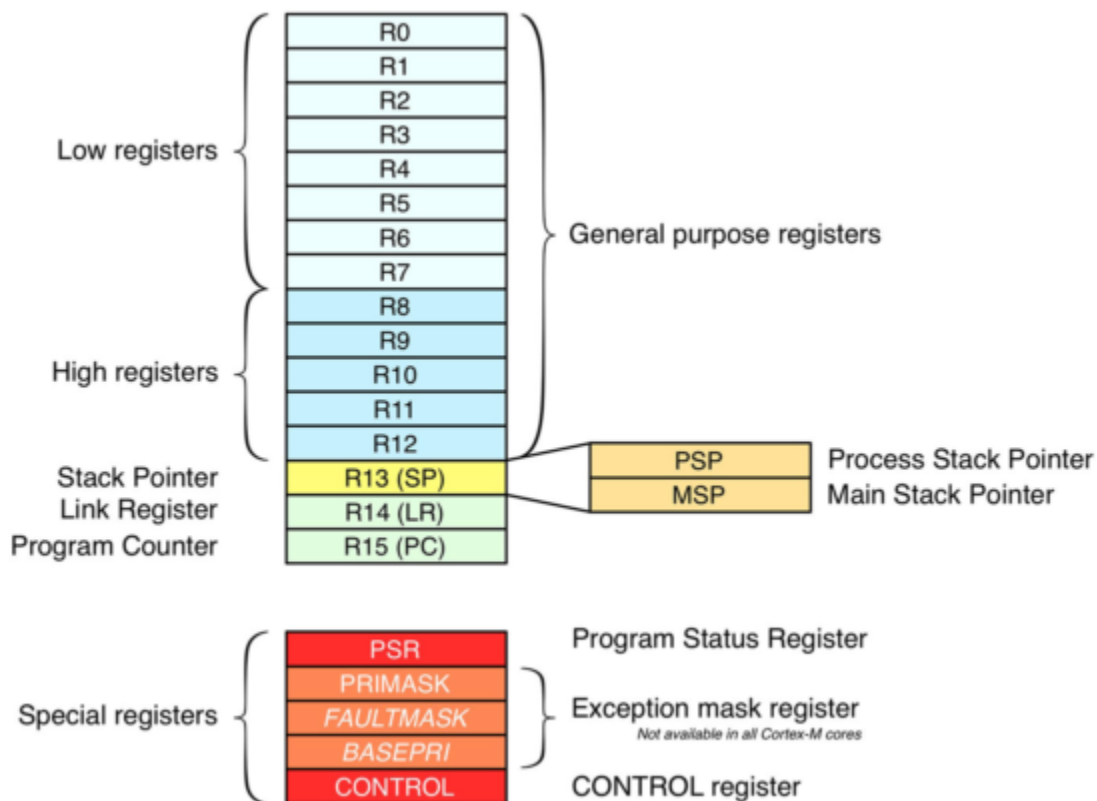 R0
R1
R2
R3
Low registers
R4
R5
R6
General purpose registers
R7
R8
R9
High registers
R10
R11
R12
PSP
Process Stack Pointer
Stack Pointer
R13 (SP)
MSP
Main Stack Pointer
Link Register
R14 (LR)
Program Counter
R15 (PC)
PSR
Program Status Register
PRIMASK
Special registers
FAULTMASK
Exception mask register
Not available in all Cortex-M cores
BASEPRI
CONTROL
CONTROL register